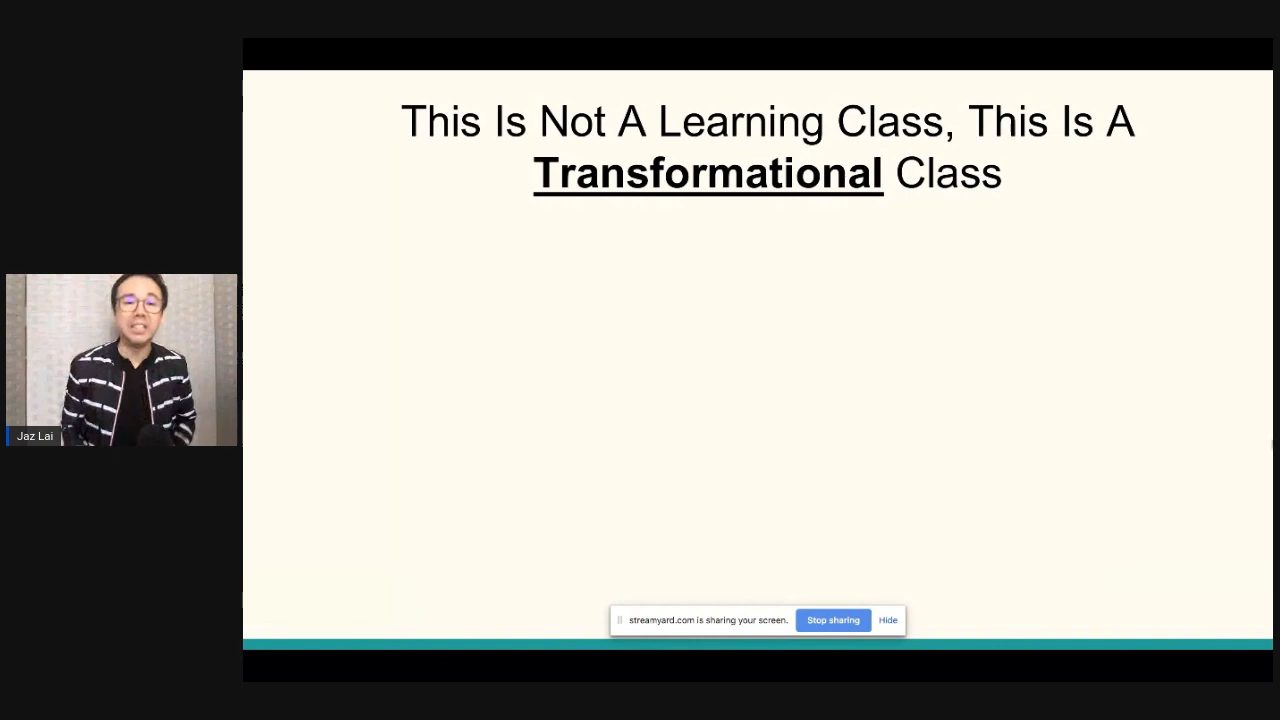 This Is Not A Learning Class, This Is A
Transformational Class
Jaz Lai
streamyard.com is sharing your screen. Stop sharing Hide